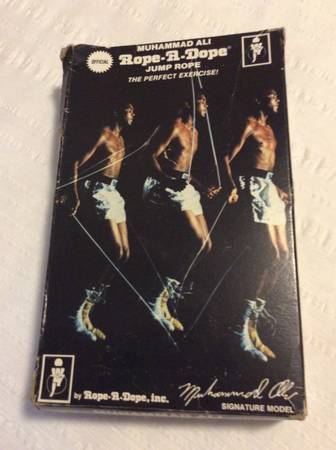 OFFICIAL
MUHAMMAD ALI
Rope-A-Dope®
JUMP ROPE
THE PERFECT EXERCISE!
by Rope-A-Dope, inc.
Muhammad Ali
SIGNATURE MODEL